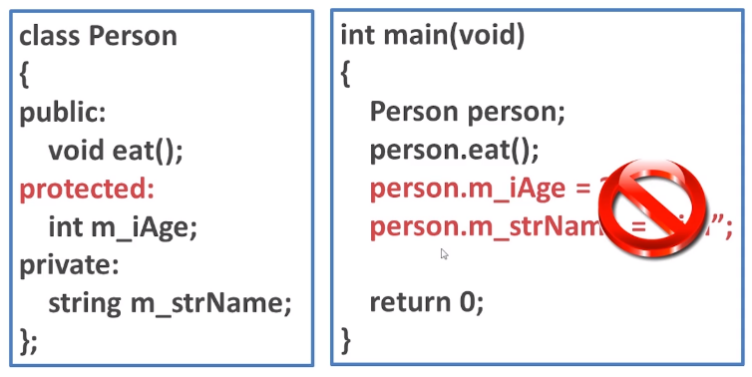 class Person
{
public:
void eat();
protected:
int m_iAge;
private:
string m_strName;
};
int main(void)
{
Person person;
person.eat();
person.m_iAge =
person.m_strName = ";
return 0;
}